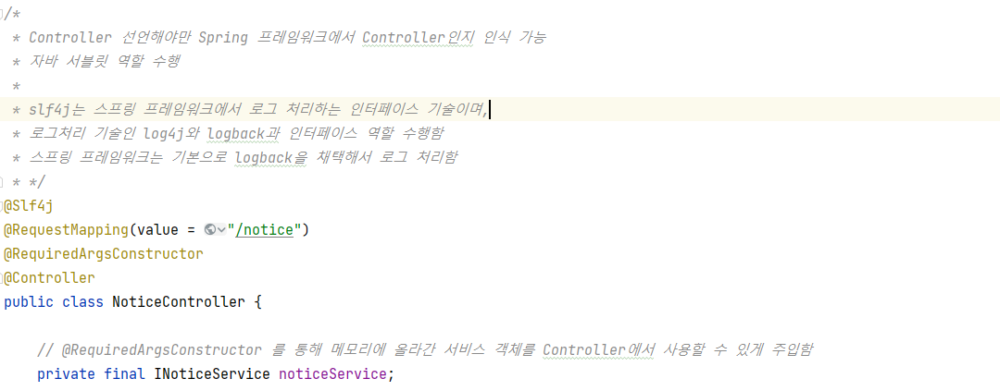 /*
 * Controller 선언해야만 Spring 프레임워크에서 Controller인지 인식 가능
 * 자바 서블릿 역할 수행
 *
 * slf4j는 스프링 프레임워크에서 로그 처리하는 인터페이스 기술이며,
 * 로그처리 기술인 log4j와 logback과 인터페이스 역할 수행함
 * 스프링 프레임워크는 기본으로 logback을 채택해서 로그 처리함
 * */
@Slf4j
@RequestMapping(value = "/notice")
@RequiredArgsConstructor
@Controller
public class NoticeController {
    // @RequiredArgsConstructor 를 통해 메모리에 올라간 서비스 객체를 Controller에서 사용할 수 있게 주입함
    private final INoticeService noticeService;